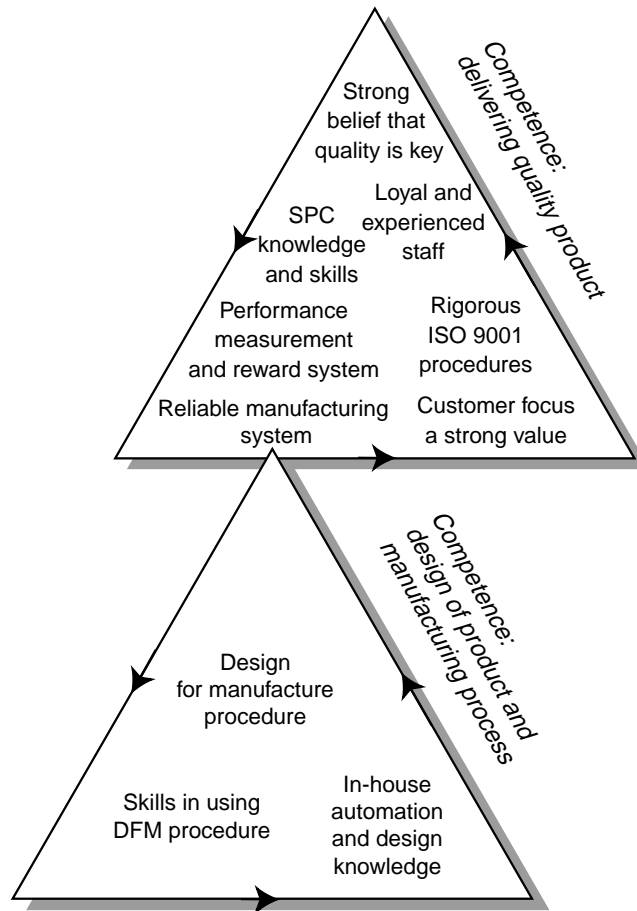 Strong
belief that
quality is key
Competence:
delivering quality product
SPC
knowledge
and skills
Loyal and
experienced
staff
Performance
measurement
and reward system
Rigorous
ISO 9001
procedures
Reliable manufacturing
system
Customer focus
a strong value
Competence:
design of product and
manufacturing process
Design
for manufacture
procedure
Skills in using
DFM procedure
In-house
automation
and design
knowledge